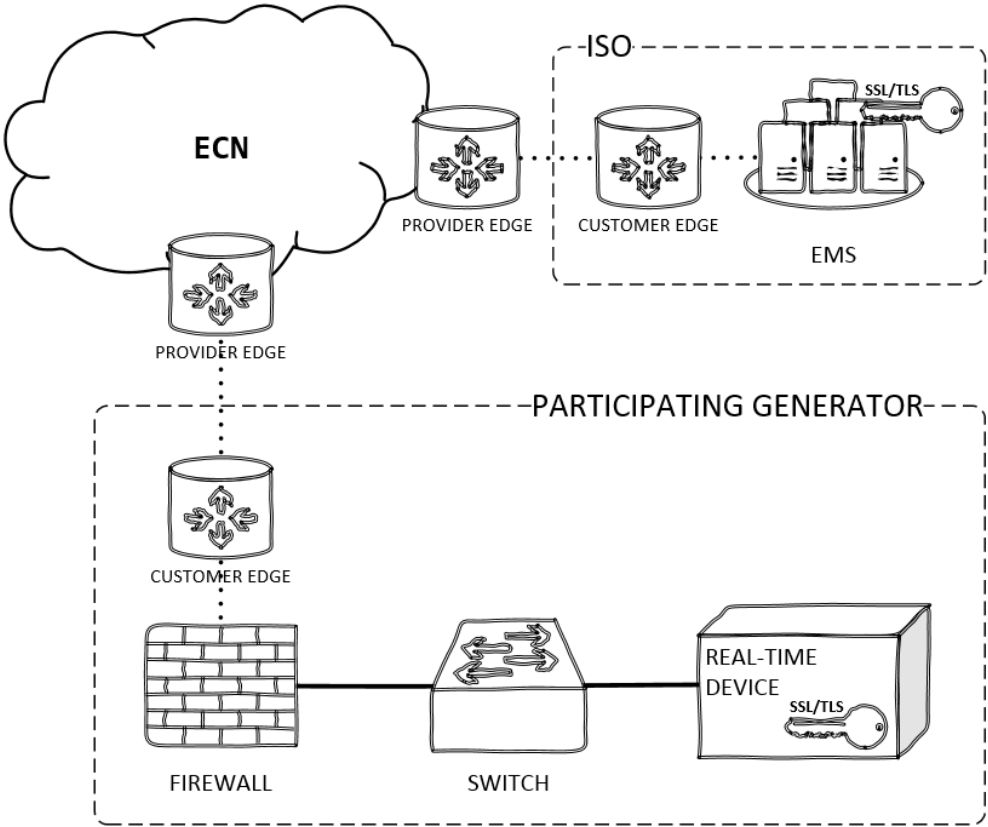 ISO
SSL/TLS
ECN
PROVIDER EDGE
CUSTOMER EDGE
EMS
PROVIDER EDGE
PARTICIPATING GENERATOR
CUSTOMER EDGE
REAL-TIME
DEVICE
SSL/TLS
FIREWALL
SWITCH